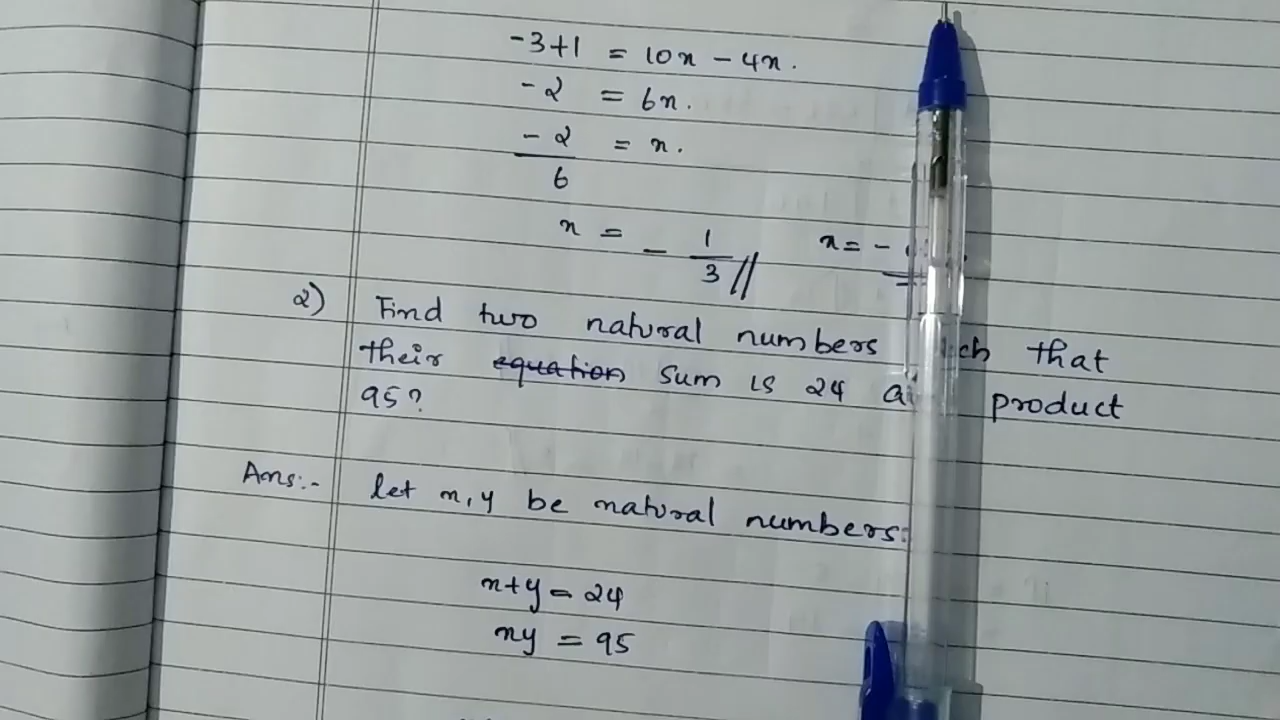 -3+1 = 10x - 4x.
-2 = 6x.
-2/6 = x.
x = - 1/3 // x = -
2) Find two natural numbers that
their equation sum is 24 product
95?
Ans:- let x, y be natural numbers.
x+y = 24
xy = 95